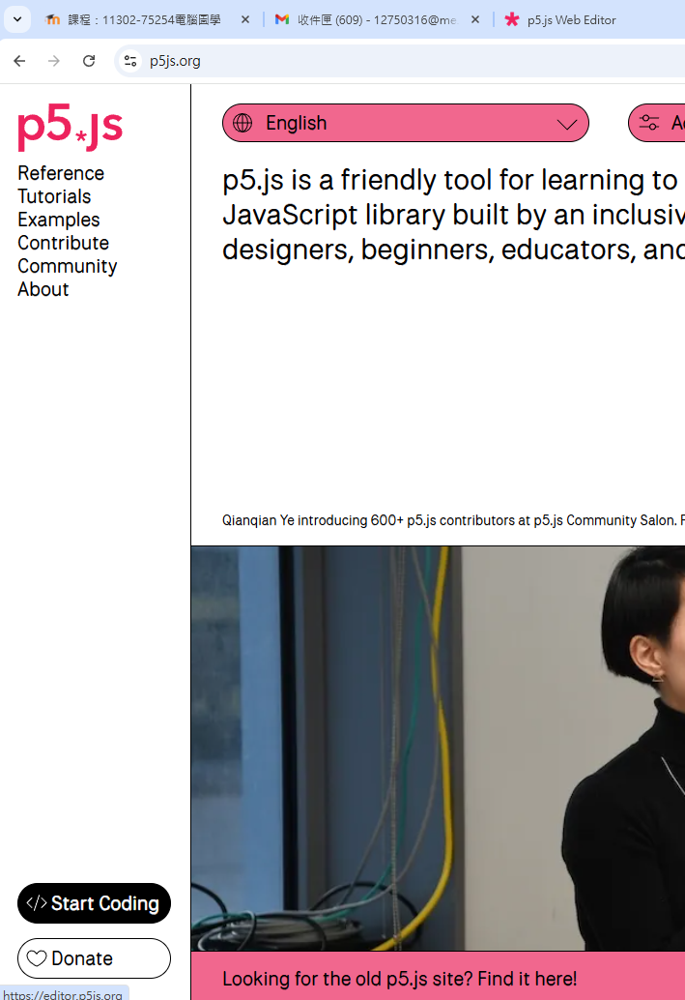 課程：11302-75254電腦圖學
收件匣 (609) - 12750316@me
p5.js Web Editor
p5js.org
p5*js
English
Reference
Tutorials
Examples
Contribute
Community
About
p5.js is a friendly tool for learning to
JavaScript library built by an inclusiv
designers, beginners, educators, and
Qianqian Ye introducing 600+ p5.js contributors at p5.js Community Salon. F
</> Start Coding
Donate
Looking for the old p5.js site? Find it here!
https://editor.p5js.org